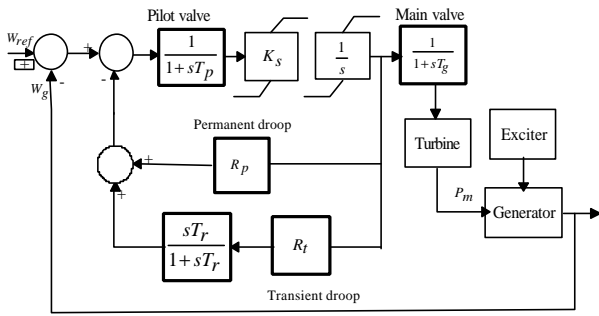 Pilot valve
Main valve
W_ref
+
+
-
1
1+sT_p
K_s
1
s
1
1+sT_g
W_g
-
Permanent droop
Turbine
Exciter
+
R_p
+
P_m
Generator
sT_r
1+sT_r
R_t
Transient droop